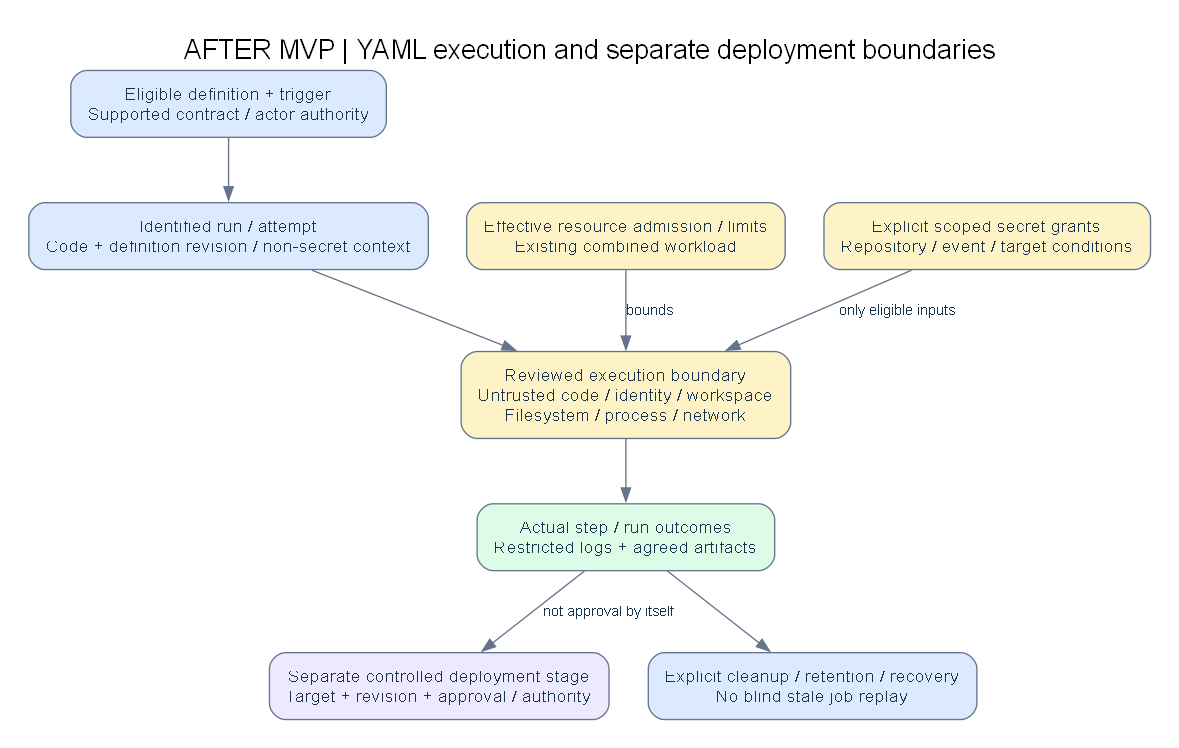 AFTER MVP | YAML execution and separate deployment boundaries
Eligible definition + trigger
Supported contract / actor authority
Identified run / attempt
Code + definition revision / non-secret context
Effective resource admission / limits
Existing combined workload
Explicit scoped secret grants
Repository / event / target conditions
bounds
only eligible inputs
Reviewed execution boundary
Untrusted code / identity / workspace
Filesystem / process / network
Actual step / run outcomes
Restricted logs + agreed artifacts
not approval by itself
Separate controlled deployment stage
Target + revision + approval / authority
Explicit cleanup / retention / recovery
No blind stale job replay